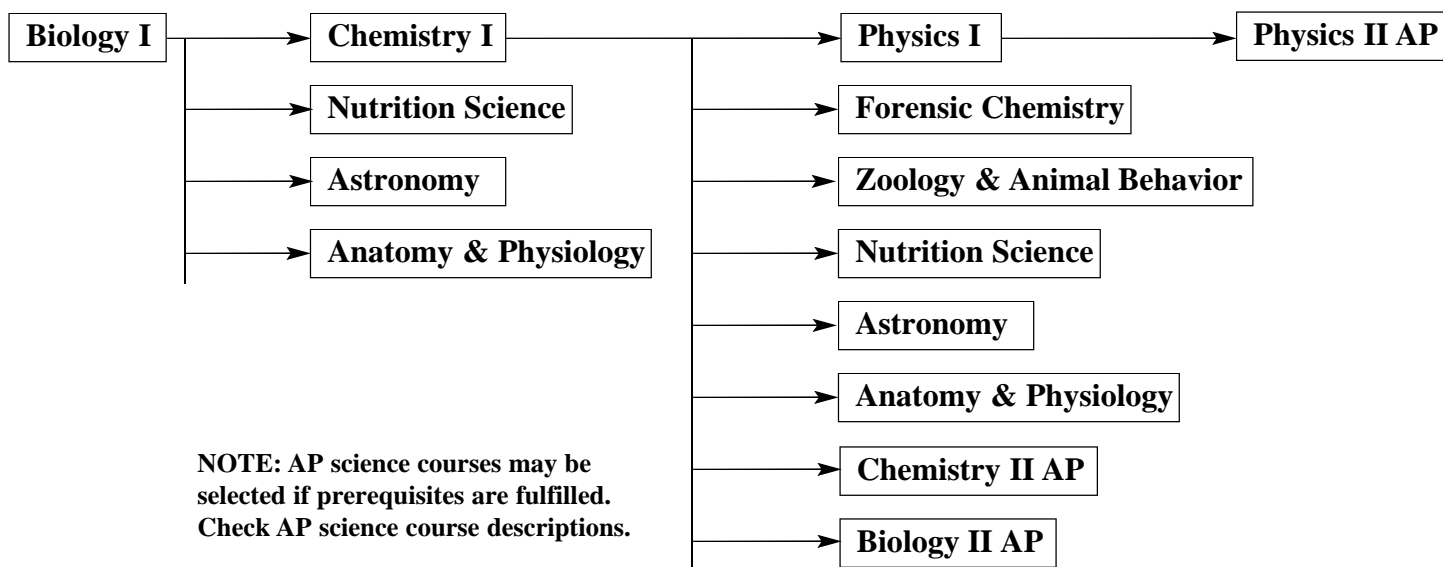 Biology I
Chemistry I
Physics I
Physics II AP
Nutrition Science
Forensic Chemistry
Astronomy
Zoology & Animal Behavior
Anatomy & Physiology
Nutrition Science
Astronomy
Anatomy & Physiology
NOTE: AP science courses may be
selected if prerequisites are fulfilled.
Check AP science course descriptions.
Chemistry II AP
Biology II AP